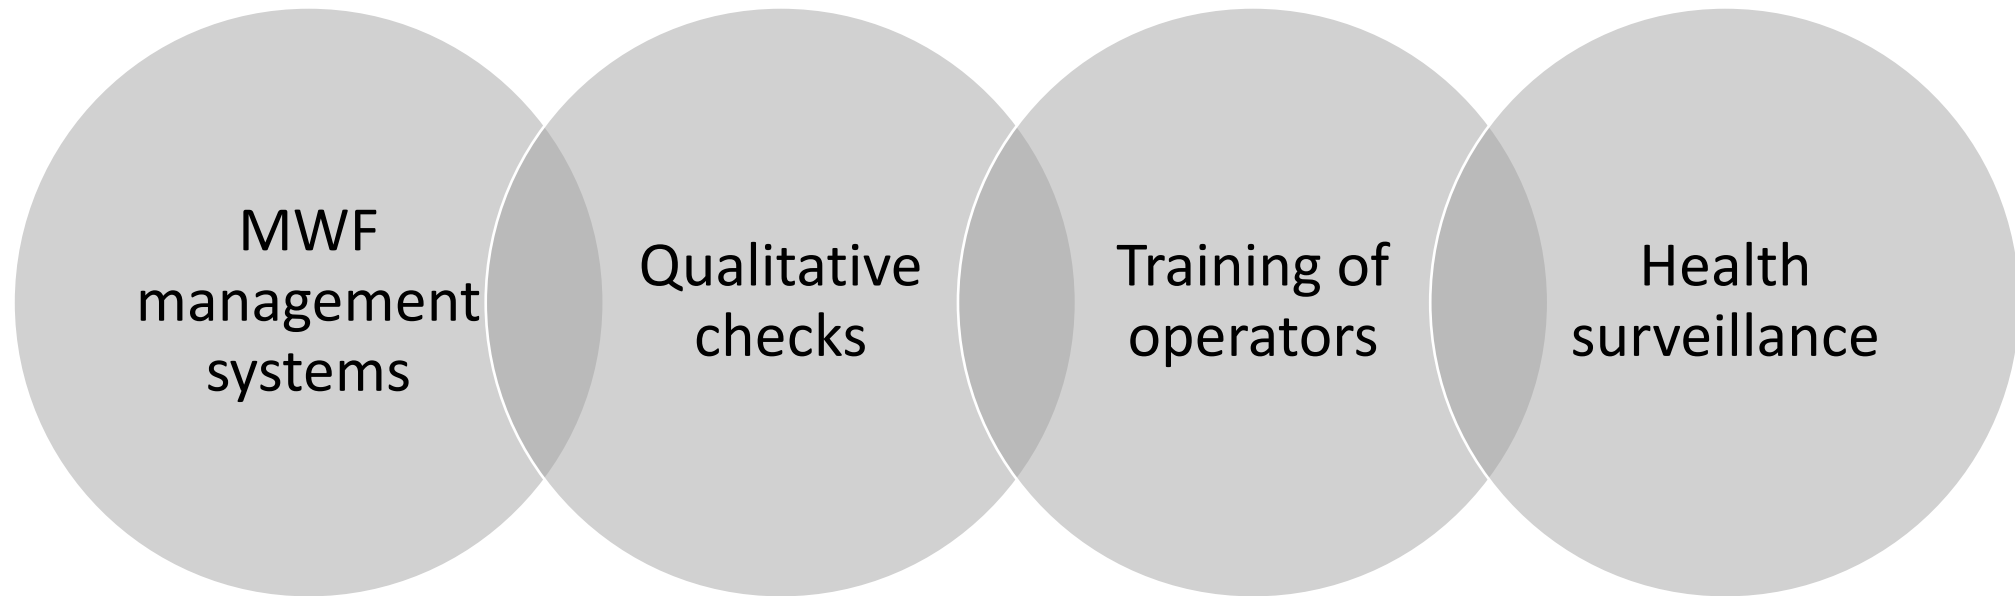 MWF
management
systems
Qualitative
checks
Training of
operators
Health
surveillance